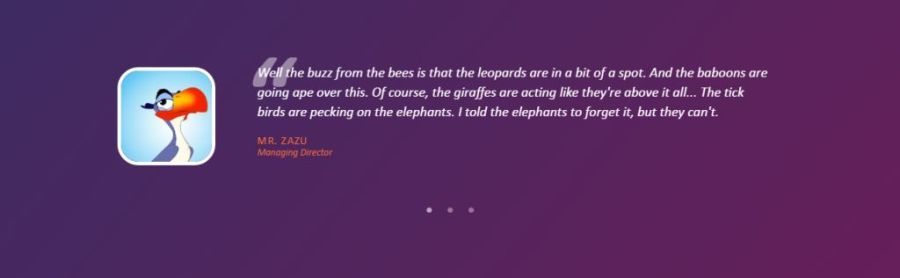 “
Well the buzz from the bees is that the leopards are in a bit of a spot. And the baboons are
going ape over this. Of course, the giraffes are acting like they're above it all... The tick
birds are pecking on the elephants. I told the elephants to forget it, but they can't.
MR. ZAZU
Managing Director